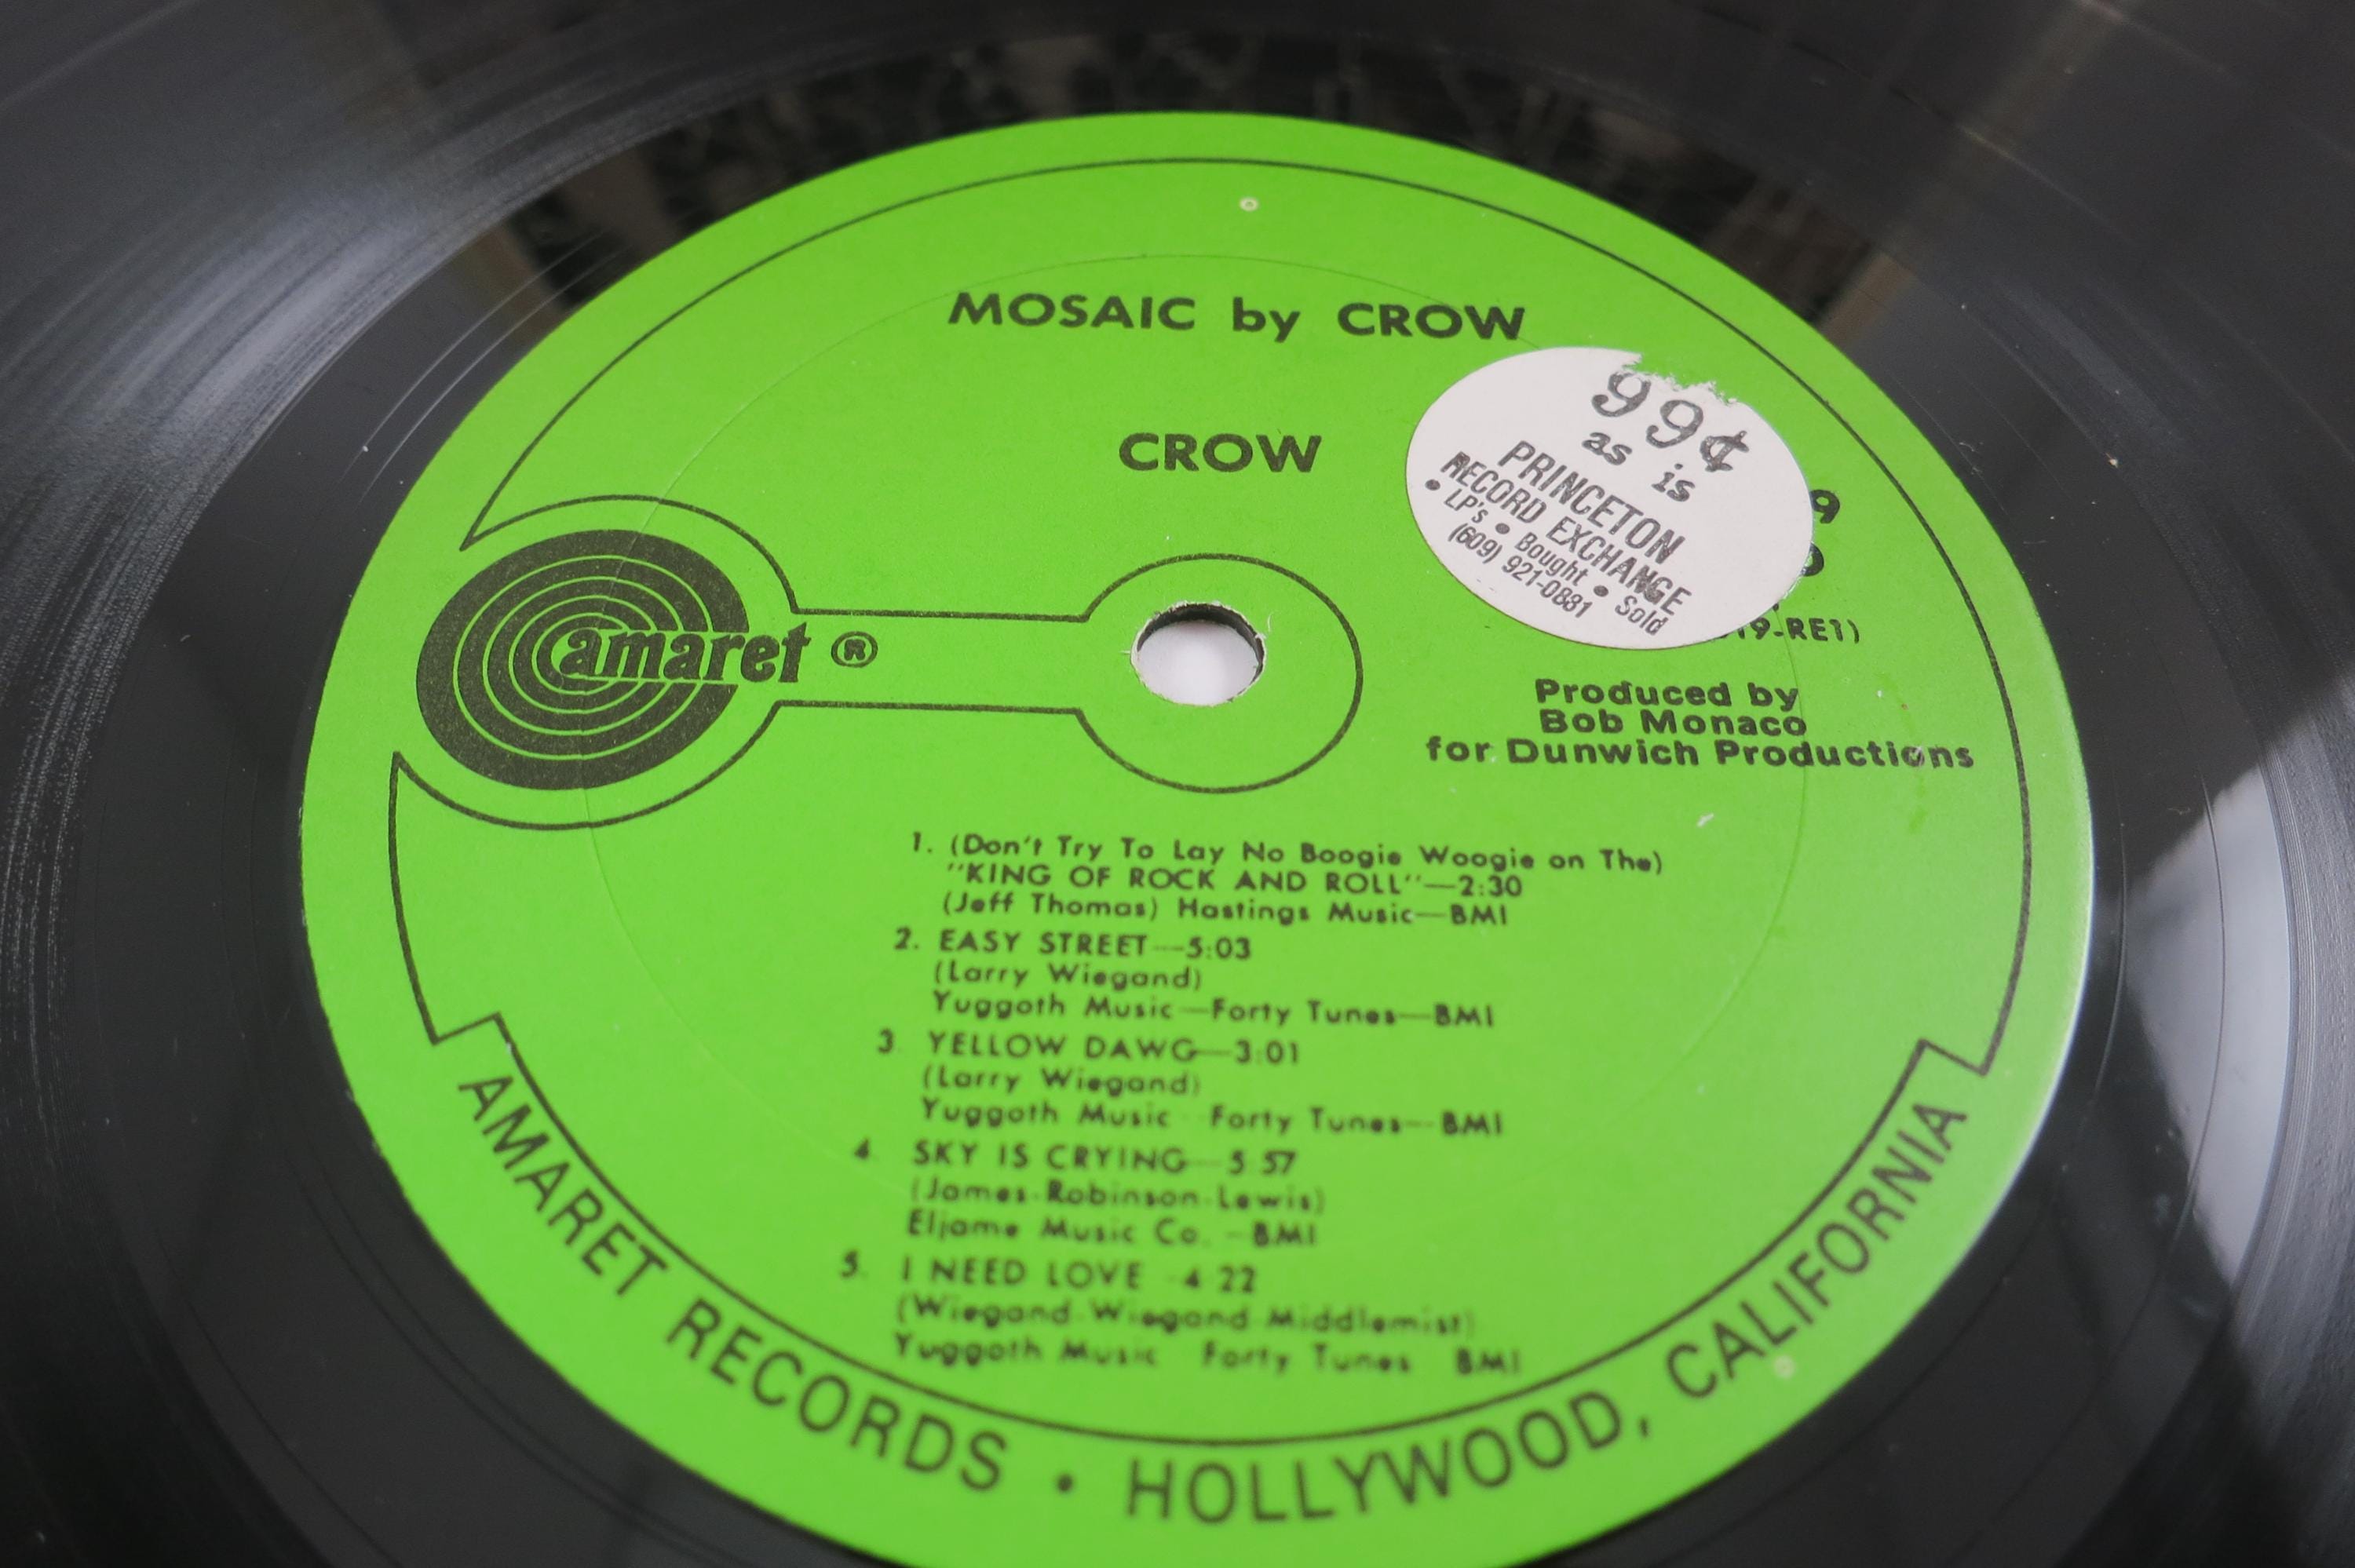 MOSAIC by CROW
CROW
99¢
as is
PRINCETON
RECORD EXCHANGE
• LP's • Bought • Sold
(609) 921-0881
9
19-RE1)
amaret ®
Produced by
Bob Monaco
for Dunwich Productions
1. (Don't Try To Lay No Boogie Woogie on The)
"KING OF ROCK AND ROLL"—2:30
(Jeff Thomas) Hastings Music—BMI
2. EASY STREET—5:03
(Larry Wiegand)
Yuggoth Music—Forty Tunes—BMI
3. YELLOW DAWG—3:01
(Larry Wiegand)
Yuggoth Music Forty Tunes—BMI
4. SKY IS CRYING—5:57
(James-Robinson-Lewis)
Eljame Music Co.—BMI
5. I NEED LOVE -4:22
(Wiegand-Wiegand-Middlemist)
Yuggoth Music Forty Tunes BMI
AMARET RECORDS • HOLLYWOOD, CALIFORNIA